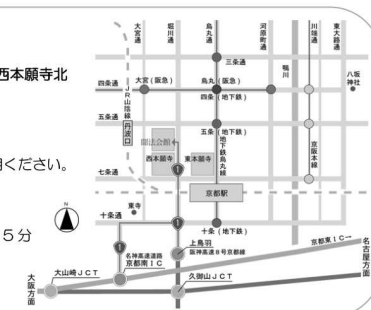 西本願寺北
用ください。
５分
大宮通
堀川通
烏丸通
河原町通
鴨川
川端通
東大路通
三条通
四条通
大宮（阪急）
烏丸（阪急）
四条（地下鉄）
八坂神社
JR山陰線
丹波口
五条通
五条（地下鉄）
地下鉄烏丸線
京阪本線
聞法会館
西本願寺
東本願寺
七条通
京都駅
東寺
十条通
十条（地下鉄）
N
1
1
1
上鳥羽
阪神高速８号京都線
名神高速道路
京都南ＩＣ
京都東ＩＣ
名古屋方面
大山崎ＪＣＴ
久御山ＪＣＴ
大阪方面